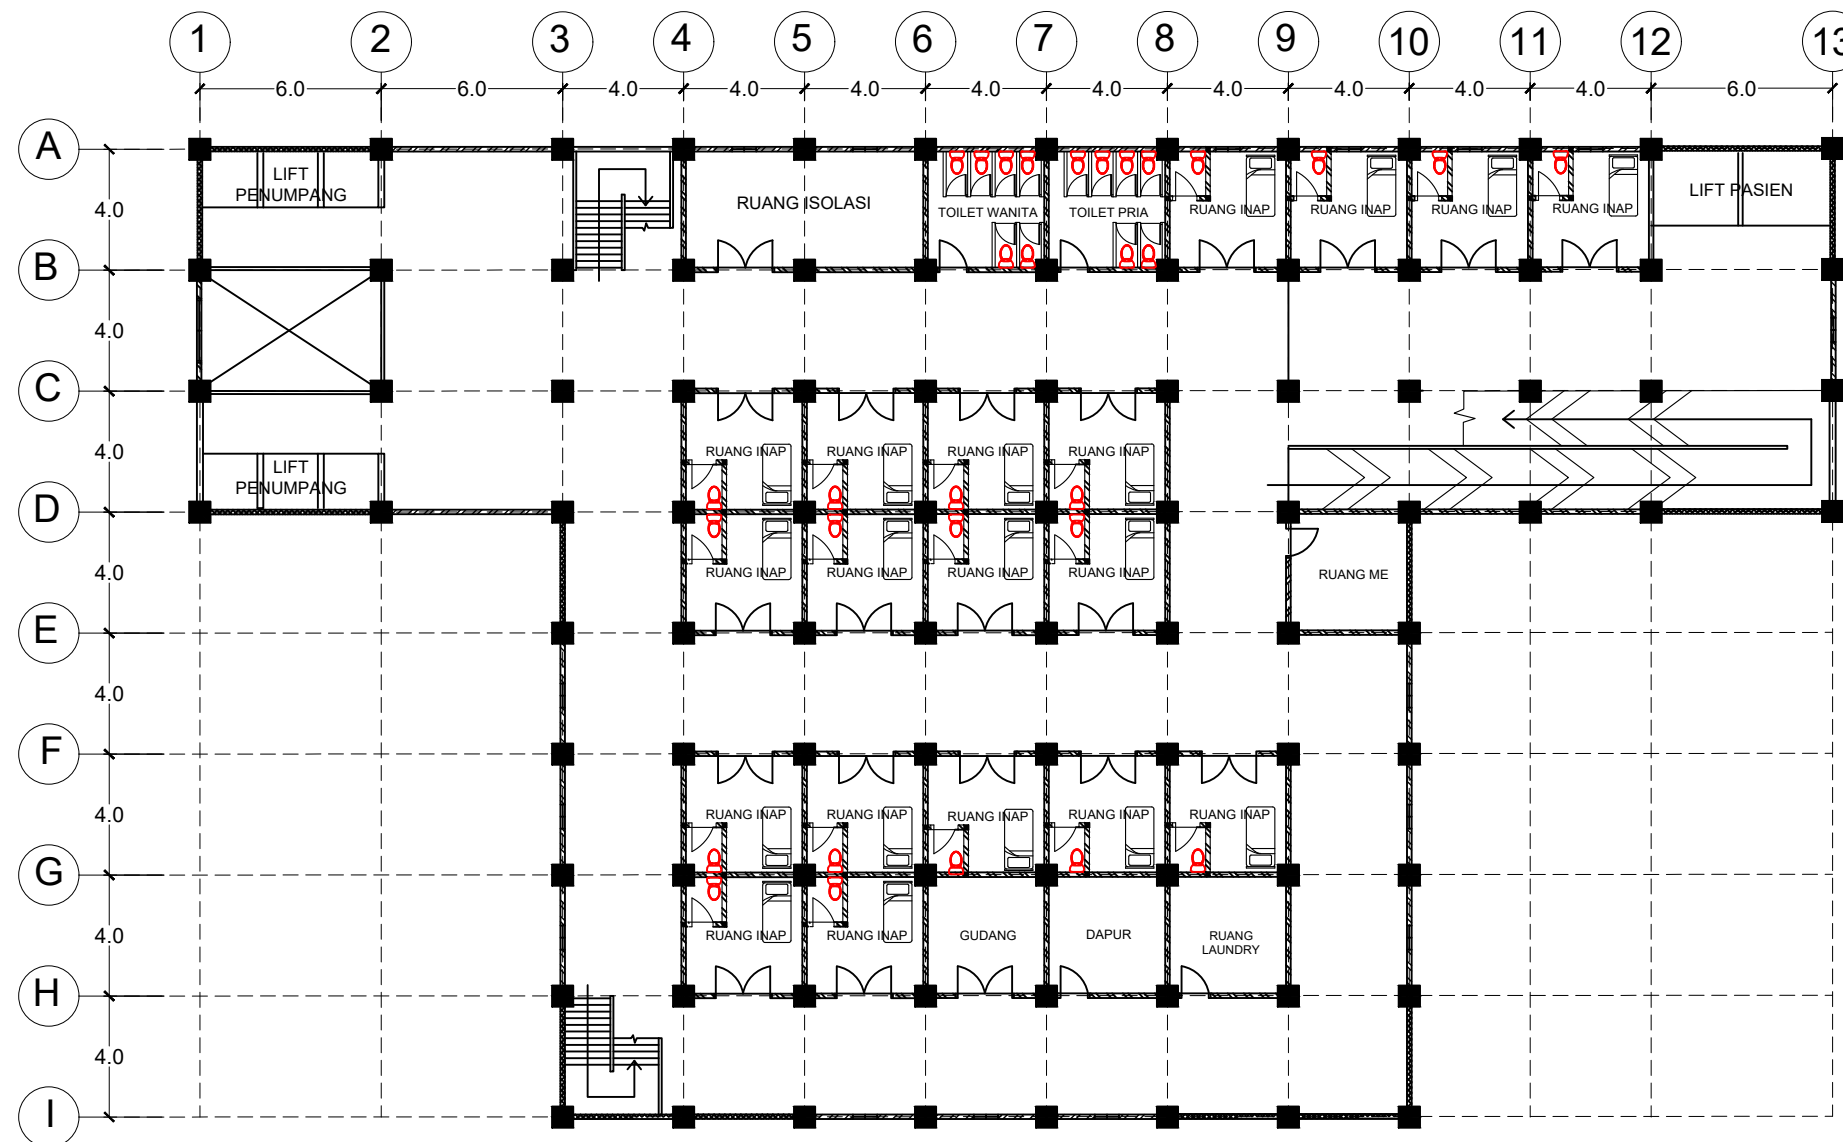 1 2 3 4 5 6 7 8 9 10 11 12 13
6.0 6.0 4.0 4.0 4.0 4.0 4.0 4.0 4.0 4.0 4.0 6.0
A
LIFT
PENUMPANG
RUANG ISOLASI
TOILET WANITA
TOILET PRIA
RUANG INAP
RUANG INAP
RUANG INAP
RUANG INAP
LIFT PASIEN
4.0
B
4.0
C
4.0
RUANG INAP
RUANG INAP
RUANG INAP
RUANG INAP
LIFT
PENUMPANG
D
4.0
RUANG INAP
RUANG INAP
RUANG INAP
RUANG INAP
RUANG ME
E
4.0
F
4.0
RUANG INAP
RUANG INAP
RUANG INAP
RUANG INAP
RUANG INAP
G
4.0
RUANG INAP
RUANG INAP
GUDANG
DAPUR
RUANG
LAUNDRY
H
4.0
I